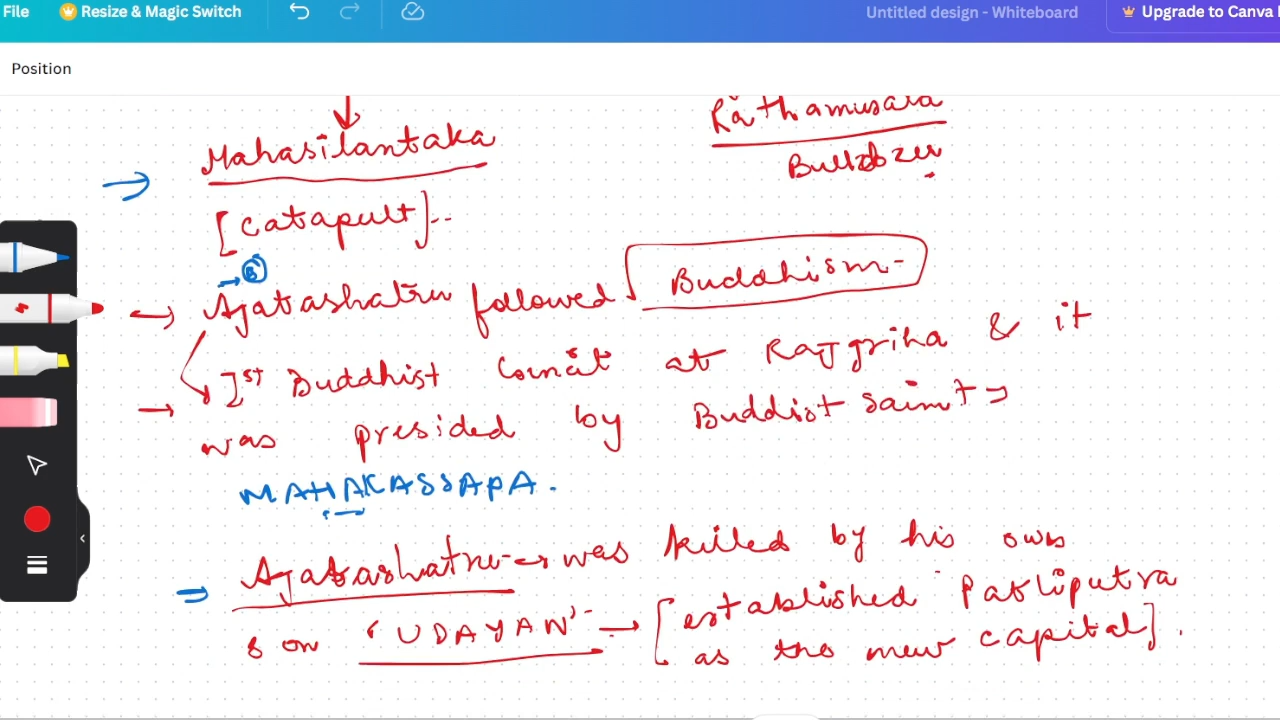 File Resize & Magic Switch Untitled design - Whiteboard Upgrade to Canva
Position
Rathamusala
Mahasilantaka
Bulldozer
[Catapult]--
B
Ajatashatru followed Buddhism-
1st Buddhist Council at Rajgriha & it
was presided by Buddist saint
MAHAKASSAPA.
Ajatashatru was killed by his own
son 'UDAYAN' [established Patliputra
as the new capital].